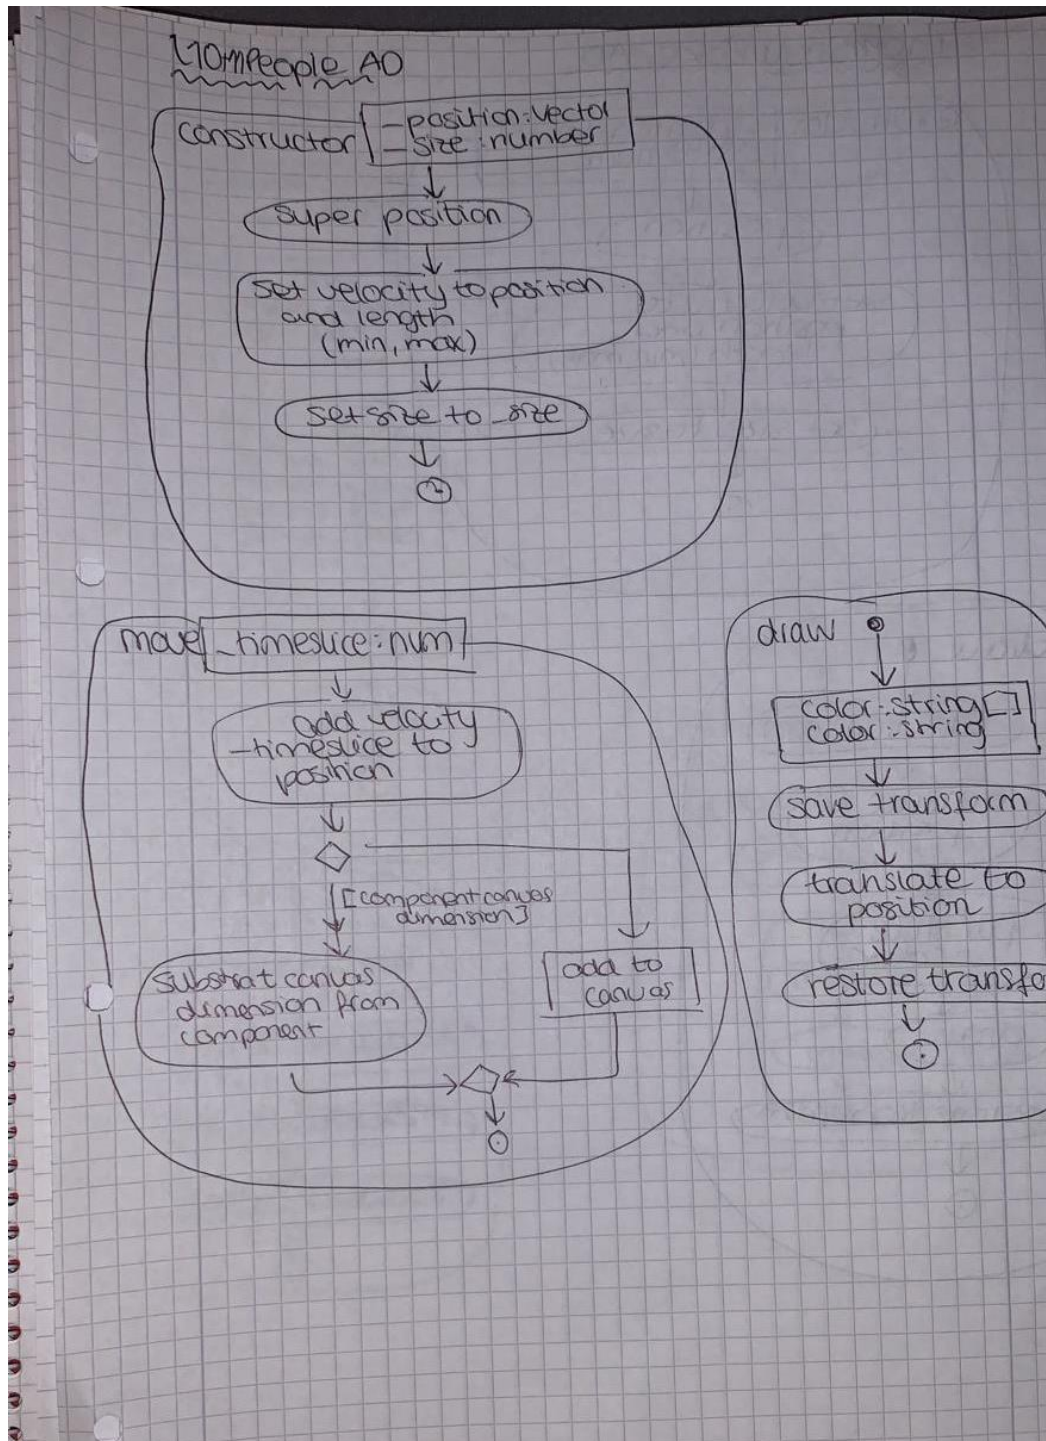 L10mPeople AD
constructor
_position: Vector
_size: number
super position
set velocity to position
and length
(min, max)
set size to _size
move
_timeslice: num
add velocity
_timeslice to
position
[component canvas
dimension]
substrat canvas
dimension from
component
add to
canvas
draw
color: string[]
color: string
save transform
translate to
position
restore transfo